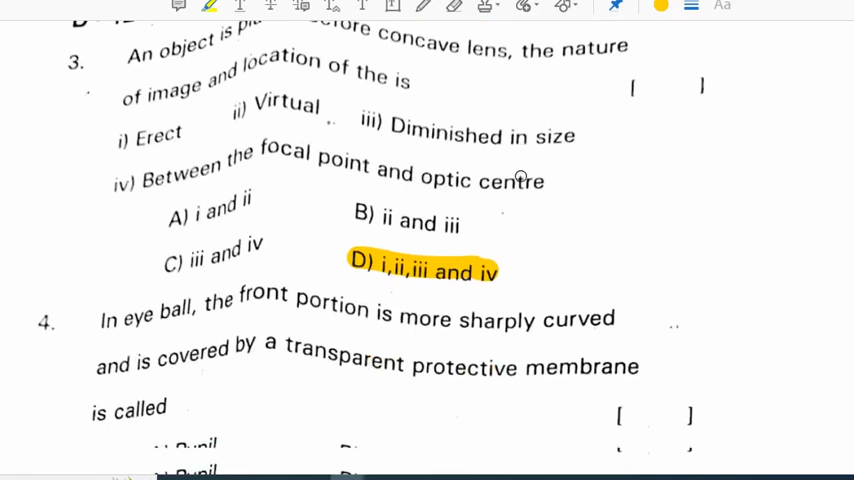 3. An object is before concave lens, the nature
of image and location of the is [ ]
i) Erect ii) Virtual iii) Diminished in size
iv) Between the focal point and optic centre
A) i and ii B) ii and iii
C) iii and iv D) i,ii,iii and iv
4. In eye ball, the front portion is more sharply curved
and is covered by a transparent protective membrane
is called [ ]
Aa